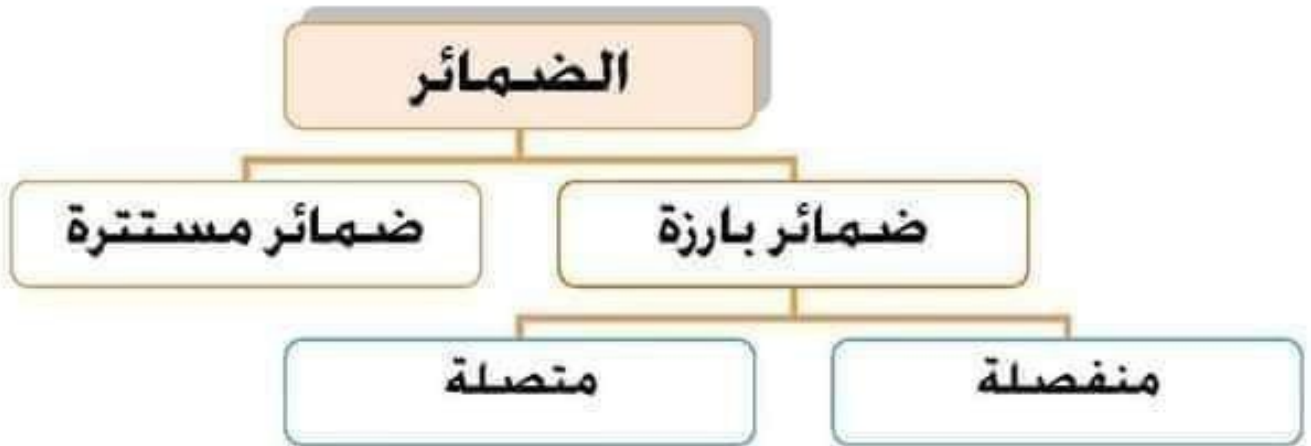 الضمائر
ضمائر بارزة
ضمائر مستترة
منفصلة
متصلة